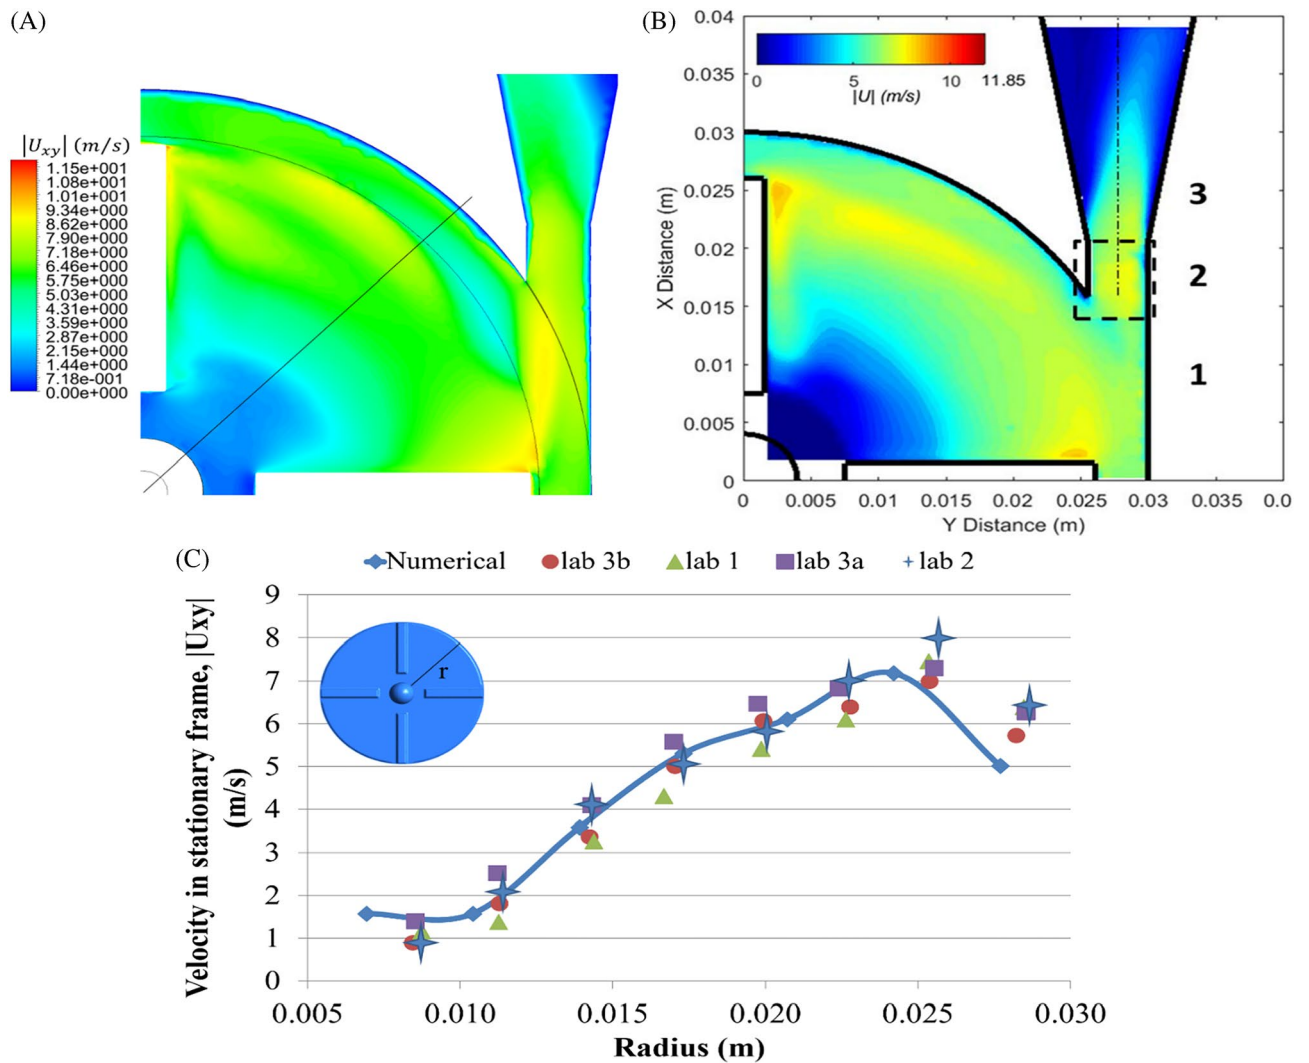 (A)
|Uxy| (m/s)
1.15e+001
1.08e+001
1.01e+001
9.34e+000
8.62e+000
7.90e+000
7.18e+000
6.46e+000
5.75e+000
5.03e+000
4.31e+000
3.59e+000
2.87e+000
2.15e+000
1.44e+000
7.18e-001
0.00e+000
(B)
0.04
0.035
0.03
0.025
0.02
0.015
0.01
0.005
0
X Distance (m)
0 5 10 11.85
|U| (m/s)
3
2
1
0 0.005 0.01 0.015 0.02 0.025 0.03 0.035 0.0
Y Distance (m)
(C)
Numerical lab 3b lab 1 lab 3a lab 2
Velocity in stationary frame, |Uxy|
(m/s)
9
8
7
6
5
4
3
2
1
0
r
0.005 0.010 0.015 0.020 0.025 0.030
Radius (m)